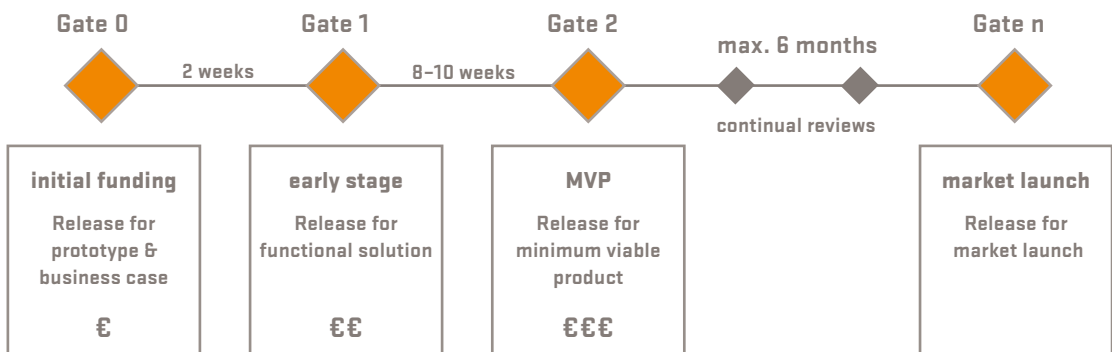 Gate 0
Gate 1
Gate 2
Gate n
2 weeks
8–10 weeks
max. 6 months
continual reviews
initial funding
Release for
prototype &
business case
€
early stage
Release for
functional solution
€€
MVP
Release for
minimum viable
product
€€€
market launch
Release for
market launch